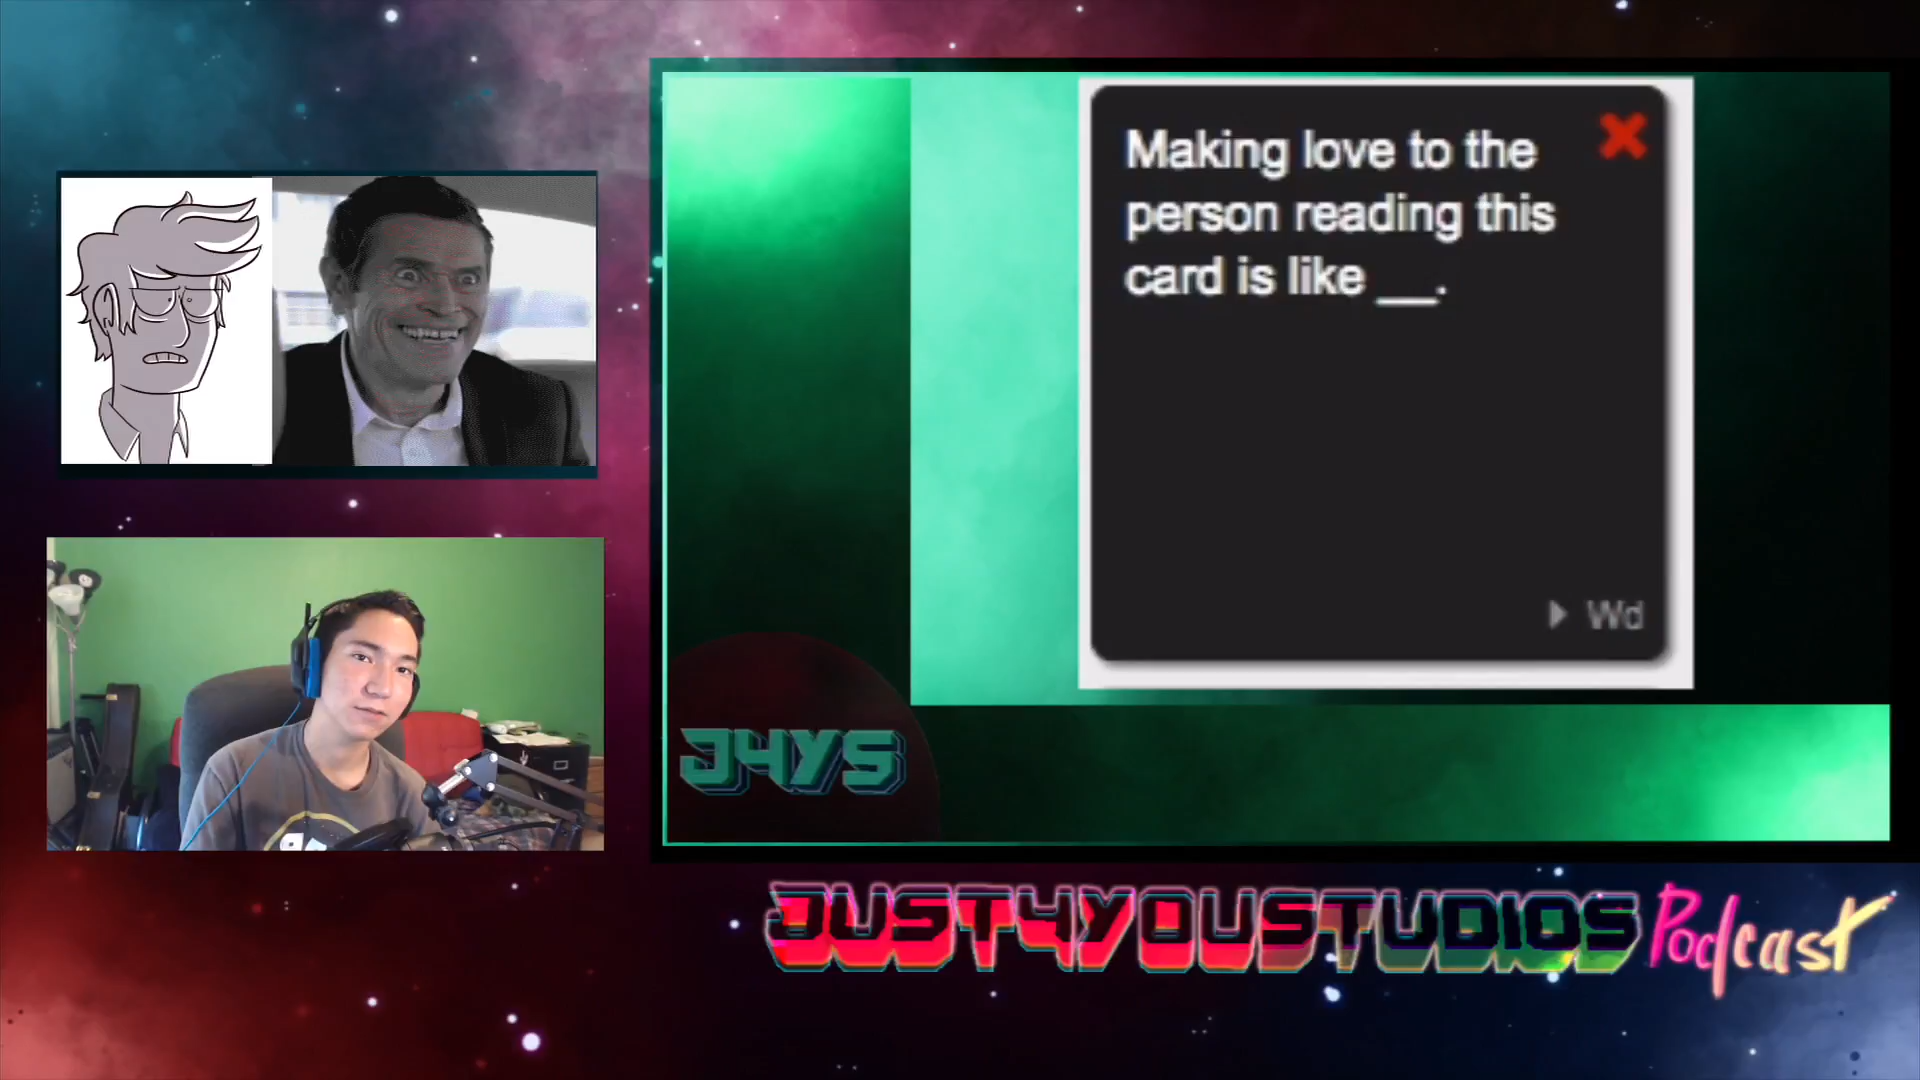 Making love to the
person reading this
card is like __.
Wd
J4YS
JUST4YOUSTUDIOS Podcast